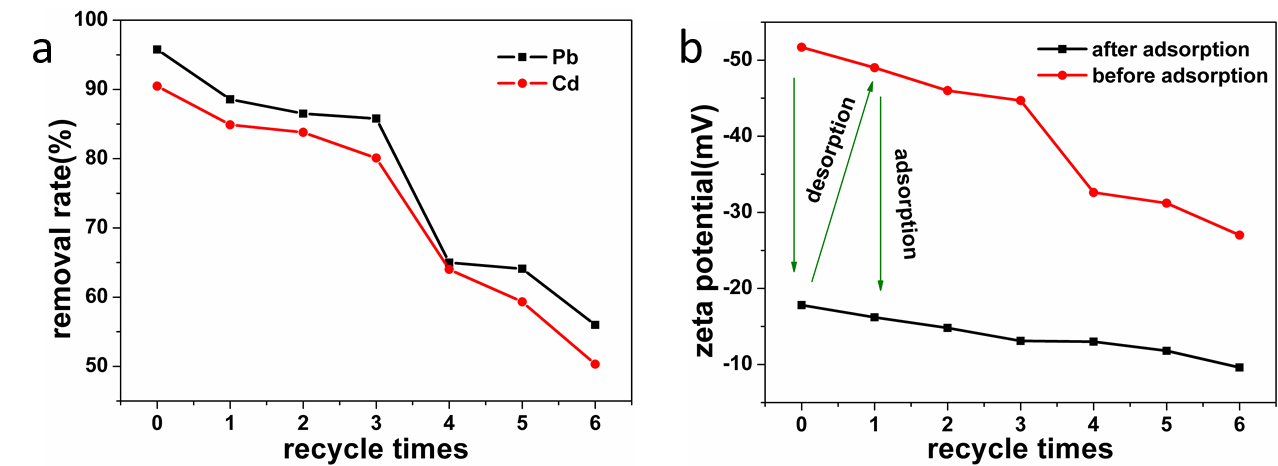 a
100
90
80
70
60
50
removal rate(%)
Pb
Cd
0 1 2 3 4 5 6
recycle times
b
-50
-40
-30
-20
-10
zeta potential(mV)
after adsorption
before adsorption
desorption
adsorption
0 1 2 3 4 5 6
recycle times